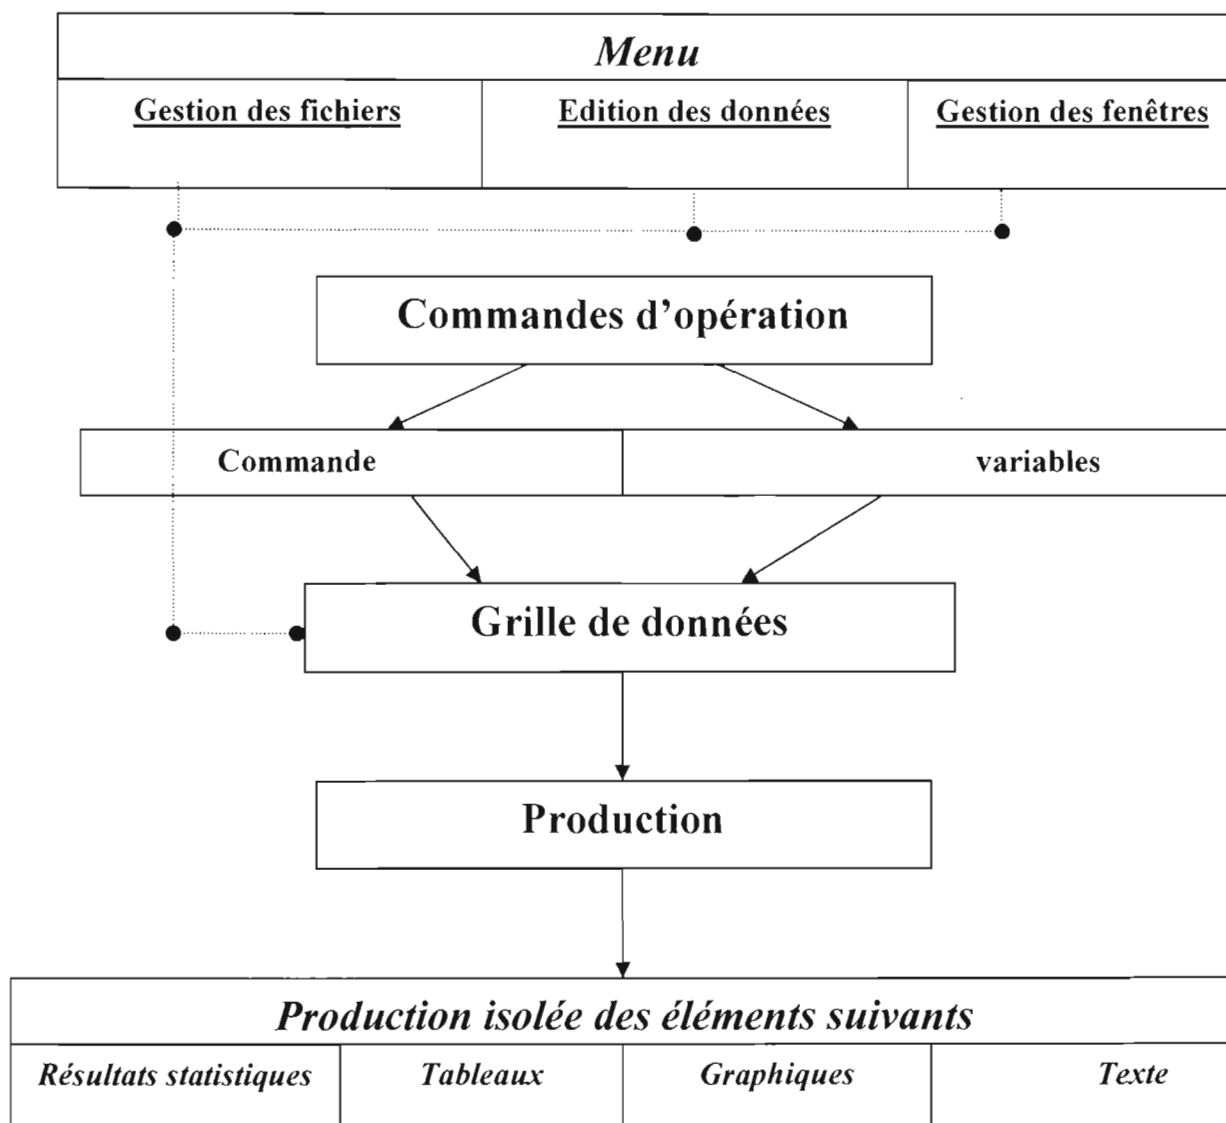 Menu
Gestion des fichiers
Edition des données
Gestion des fenêtres
Commandes d'opération
Commande
variables
Grille de données
Production
Production isolée des éléments suivants
Résultats statistiques
Tableaux
Graphiques
Texte